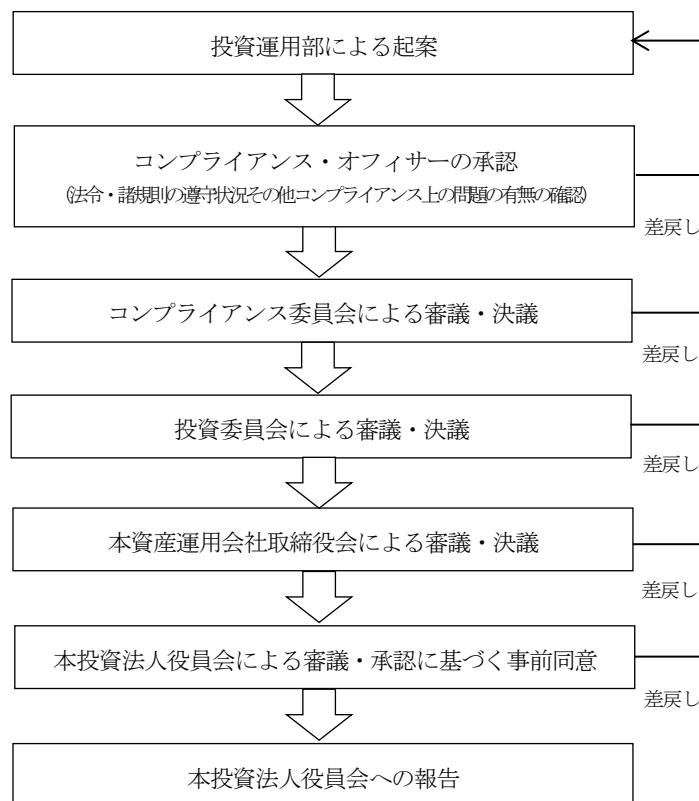 投資運用部による起案
コンプライアンス・オフィサーの承認
(法令・諸規則の遵守状況その他コンプライアンス上の問題の有無の確認)
差戻し
コンプライアンス委員会による審議・決議
差戻し
投資委員会による審議・決議
差戻し
本資産運用会社取締役会による審議・決議
差戻し
本投資法人役員会による審議・承認に基づく事前同意
差戻し
本投資法人役員会への報告